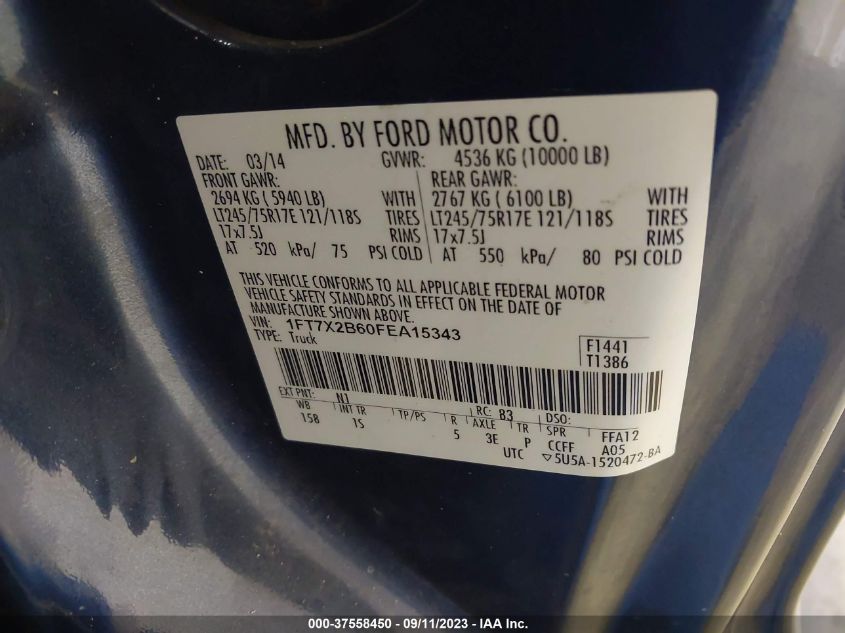 MFD. BY FORD MOTOR CO.
DATE: 03/14 GVWR: 4536 KG (10000 LB)
FRONT GAWR: REAR GAWR:
2694 KG ( 5940 LB) WITH 2767 KG ( 6100 LB) WITH
LT245/75R17E 121/118S TIRES LT245/75R17E 121/118S TIRES
17x7.5J RIMS 17x7.5J RIMS
AT 520 kPa/ 75 PSI COLD AT 550 kPa/ 80 PSI COLD
THIS VEHICLE CONFORMS TO ALL APPLICABLE FEDERAL MOTOR
VEHICLE SAFETY STANDARDS IN EFFECT ON THE DATE OF
MANUFACTURE SHOWN ABOVE.
VIN: 1FT7X2B60FEA15343
TYPE: Truck
F1441
T1386
EXT PNT: N1 RC: B3 DSO:
WB INT TR TP/PS R AXLE TR SPR FFA12
158 1S 5 3E P CCFF A05
UTC ▽5U5A-1520472-BA
000-37558450 - 09/11/2023 - IAA Inc.